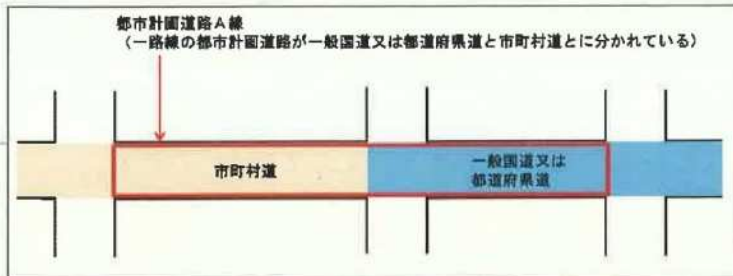 都市計画道路A線
(一路線の都市計画道路が一般国道又は都道府県道と市町村道とに分かれている)
市町村道
一般国道又は
都道府県道